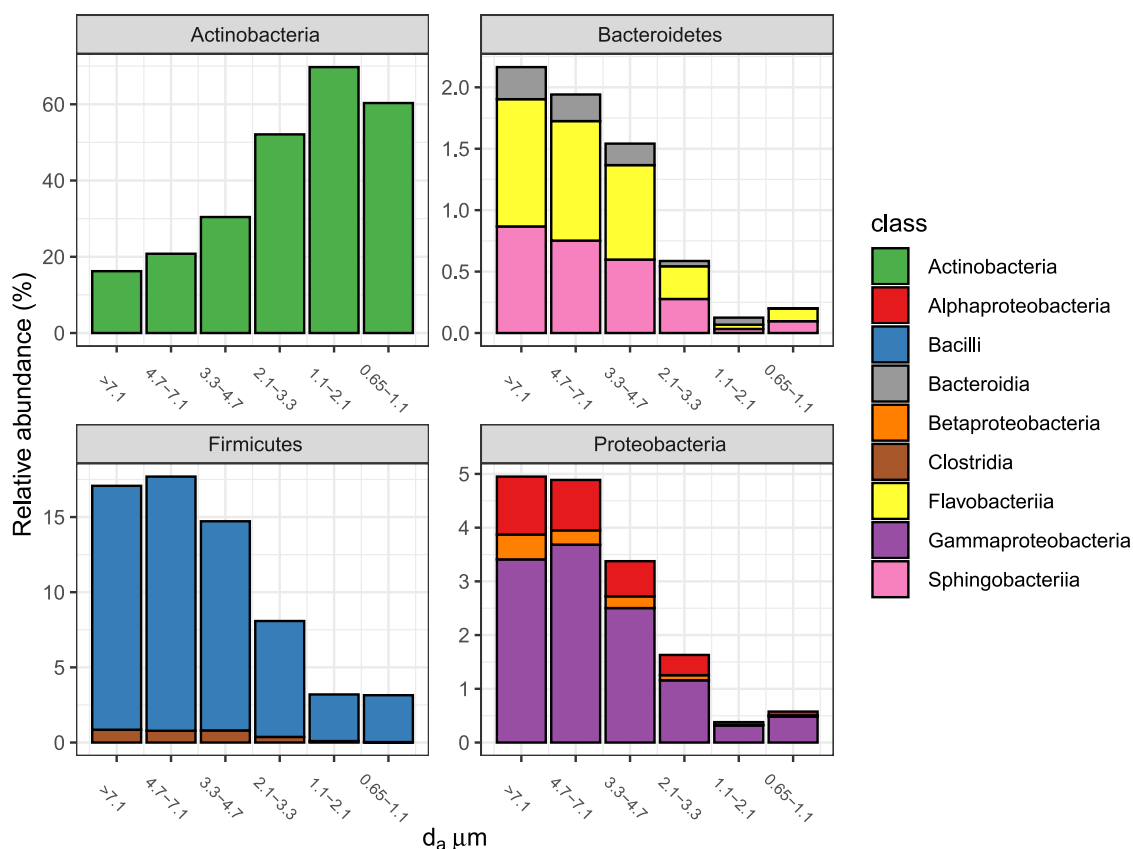 Actinobacteria
Bacteroidetes
60
40
20
0
2.0
1.5
1.0
0.5
0.0
>7.1
4.7−7.1
3.3−4.7
2.1−3.3
1.1−2.1
0.65−1.1
>7.1
4.7−7.1
3.3−4.7
2.1−3.3
1.1−2.1
0.65−1.1
Relative abundance (%)
Firmicutes
Proteobacteria
15
10
5
0
5
4
3
2
1
0
>7.1
4.7−7.1
3.3−4.7
2.1−3.3
1.1−2.1
0.65−1.1
>7.1
4.7−7.1
3.3−4.7
2.1−3.3
1.1−2.1
0.65−1.1
da μm
class
Actinobacteria
Alphaproteobacteria
Bacilli
Bacteroidia
Betaproteobacteria
Clostridia
Flavobacteriia
Gammaproteobacteria
Sphingobacteriia